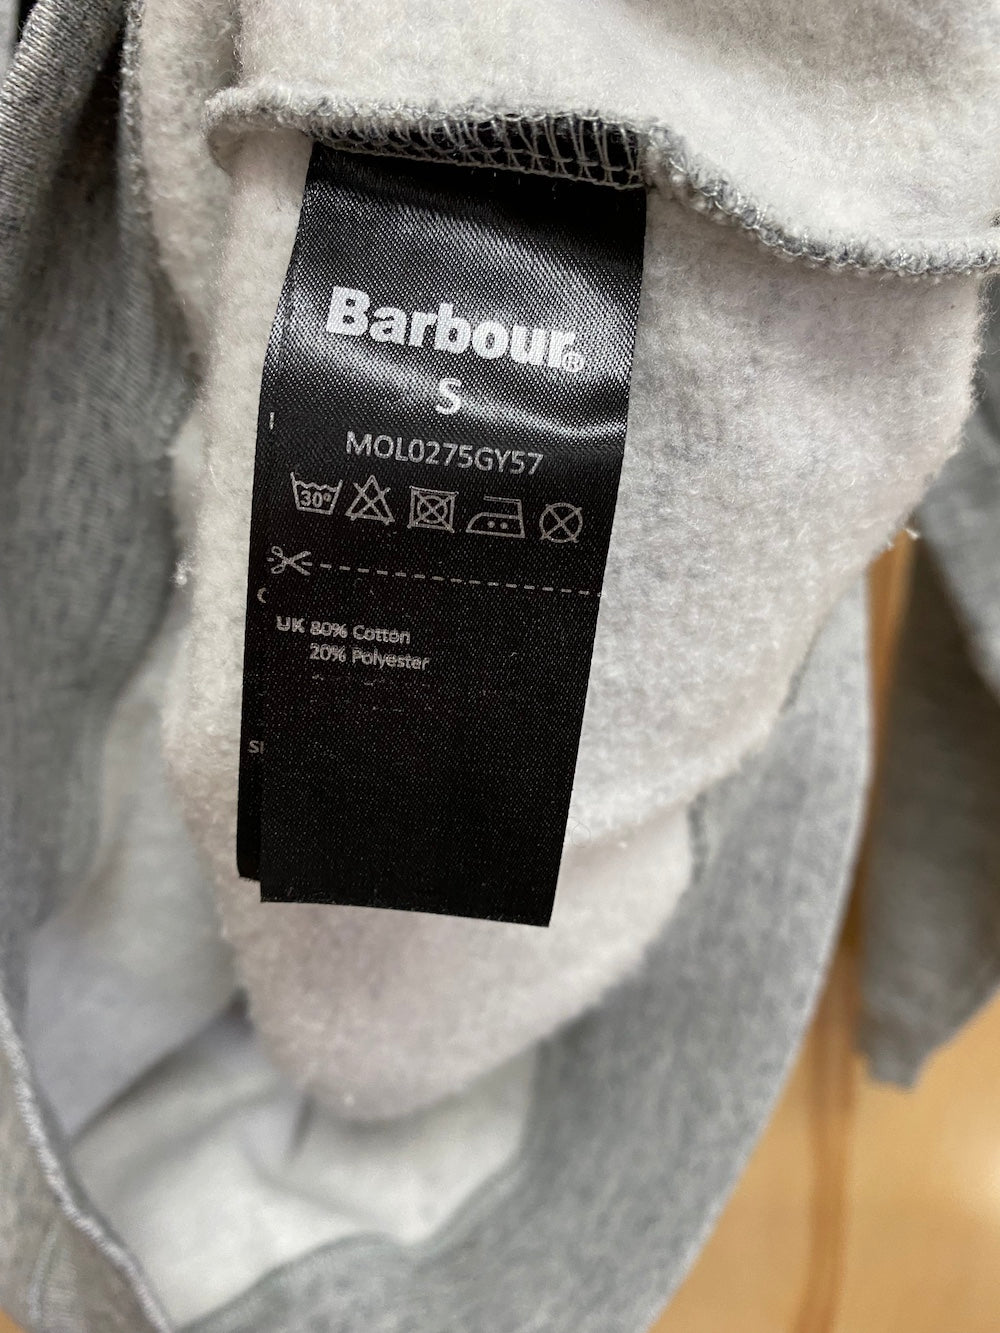 Barbour®
S
MOL0275GY57
30°
UK 80% Cotton
20% Polyester